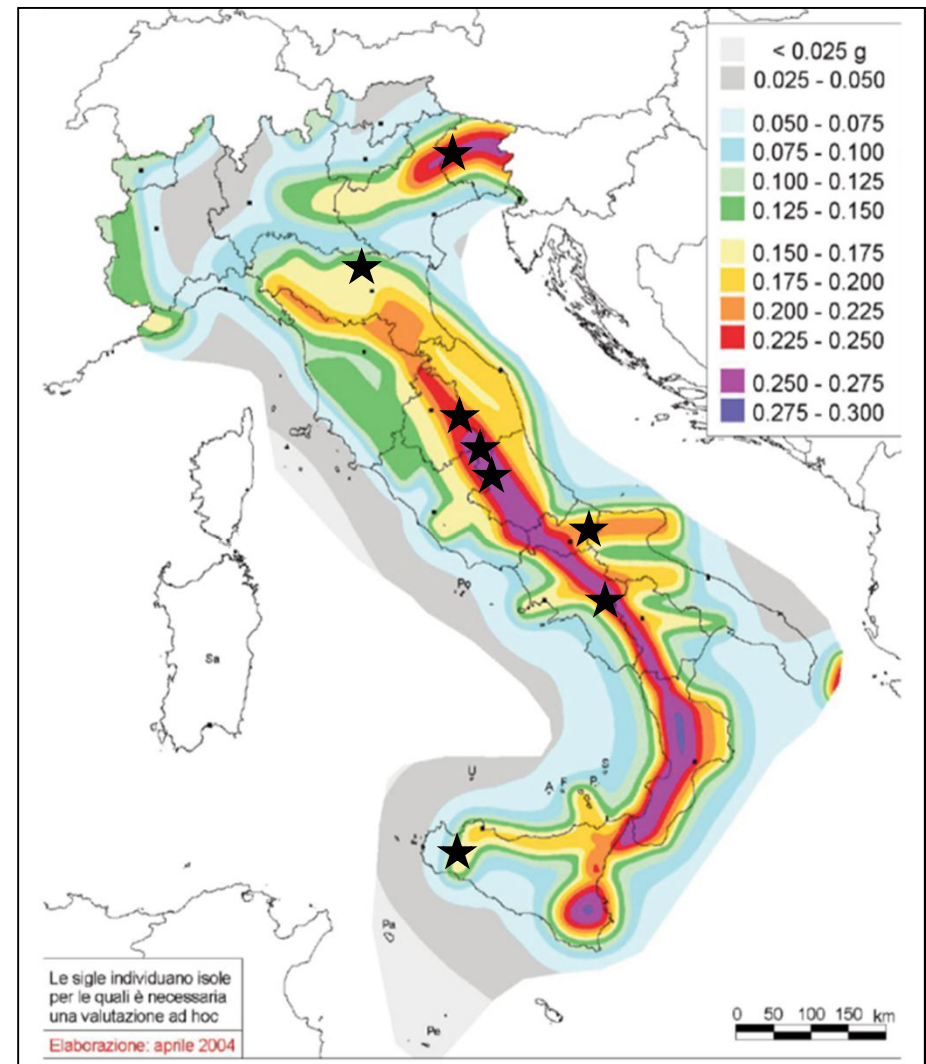 < 0.025 g
0.025 - 0.050
0.050 - 0.075
0.075 - 0.100
0.100 - 0.125
0.125 - 0.150
0.150 - 0.175
0.175 - 0.200
0.200 - 0.225
0.225 - 0.250
0.250 - 0.275
0.275 - 0.300
Po
Sa
S
U
A F P
Pa
Le sigle individuano isole
per le quali è necessaria
una valutazione ad hoc
Elaborazione: aprile 2004
Pe
0 50 100 150 km